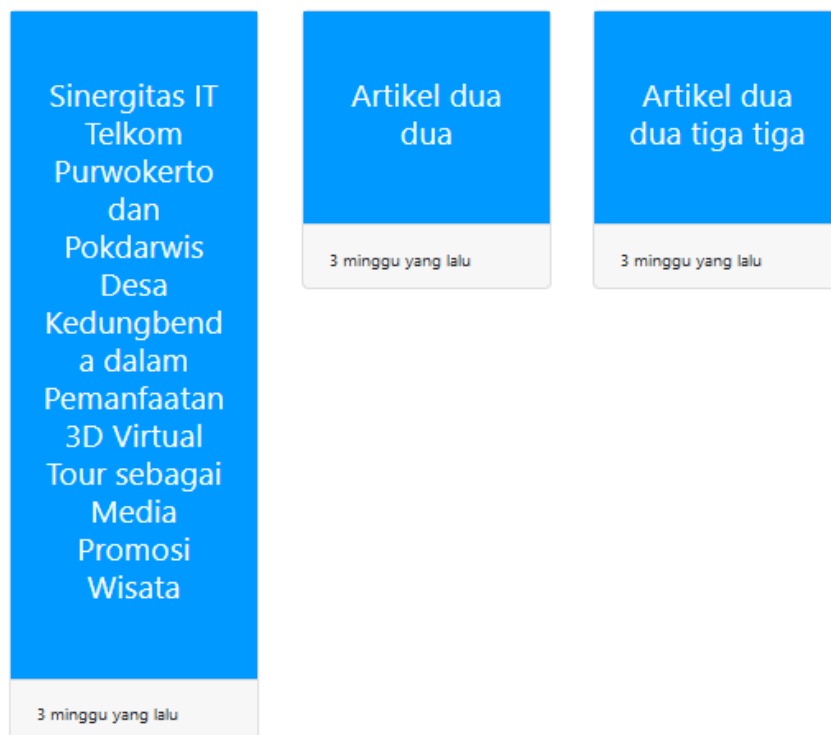 Sinergitas IT
Telkom
Purwokerto
dan
Pokdarwis
Desa
Kedungbend
a dalam
Pemanfaatan
3D Virtual
Tour sebagai
Media
Promosi
Wisata
3 minggu yang lalu
Artikel dua
dua
3 minggu yang lalu
Artikel dua
dua tiga tiga
3 minggu yang lalu